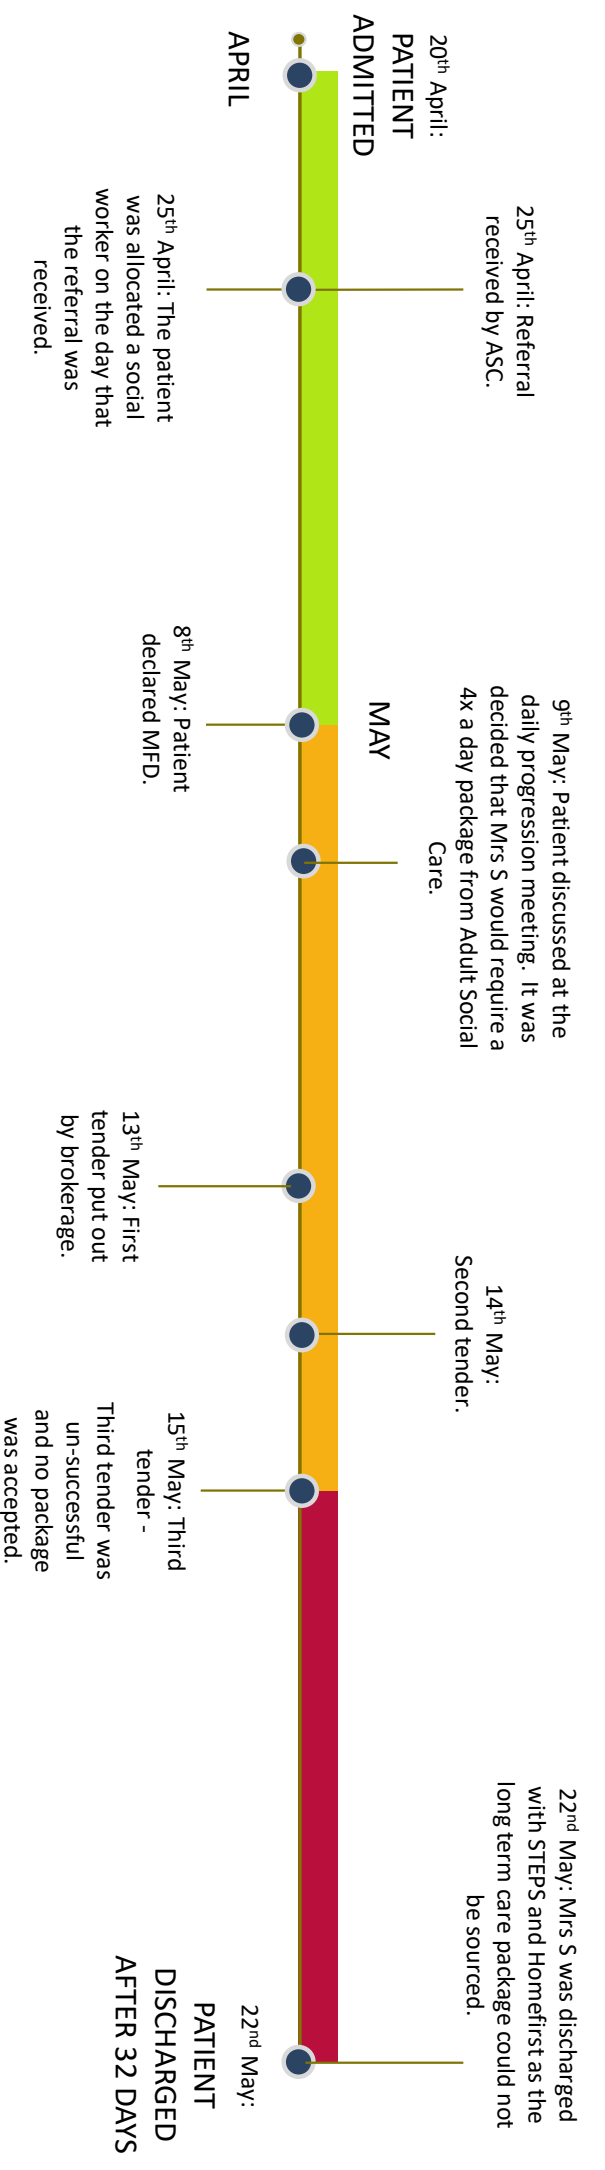 20th April:
PATIENT
ADMITTED
APRIL
25th April: Referral
received by ASC.
25th April: The patient
was allocated a social
worker on the day that
the referral was
received.
8th May: Patient
declared MFD.
MAY
9th May: Patient discussed at the
daily progression meeting. It was
decided that Mrs S would require a
4x a day package from Adult Social
Care.
13th May: First
tender put out
by brokerage.
14th May:
Second tender.
15th May: Third
tender -
Third tender was
un-successful
and no package
was accepted.
22nd May: Mrs S was discharged
with STEPS and Homefirst as the
long term care package could not
be sourced.
22nd May:
PATIENT
DISCHARGED
AFTER 32 DAYS